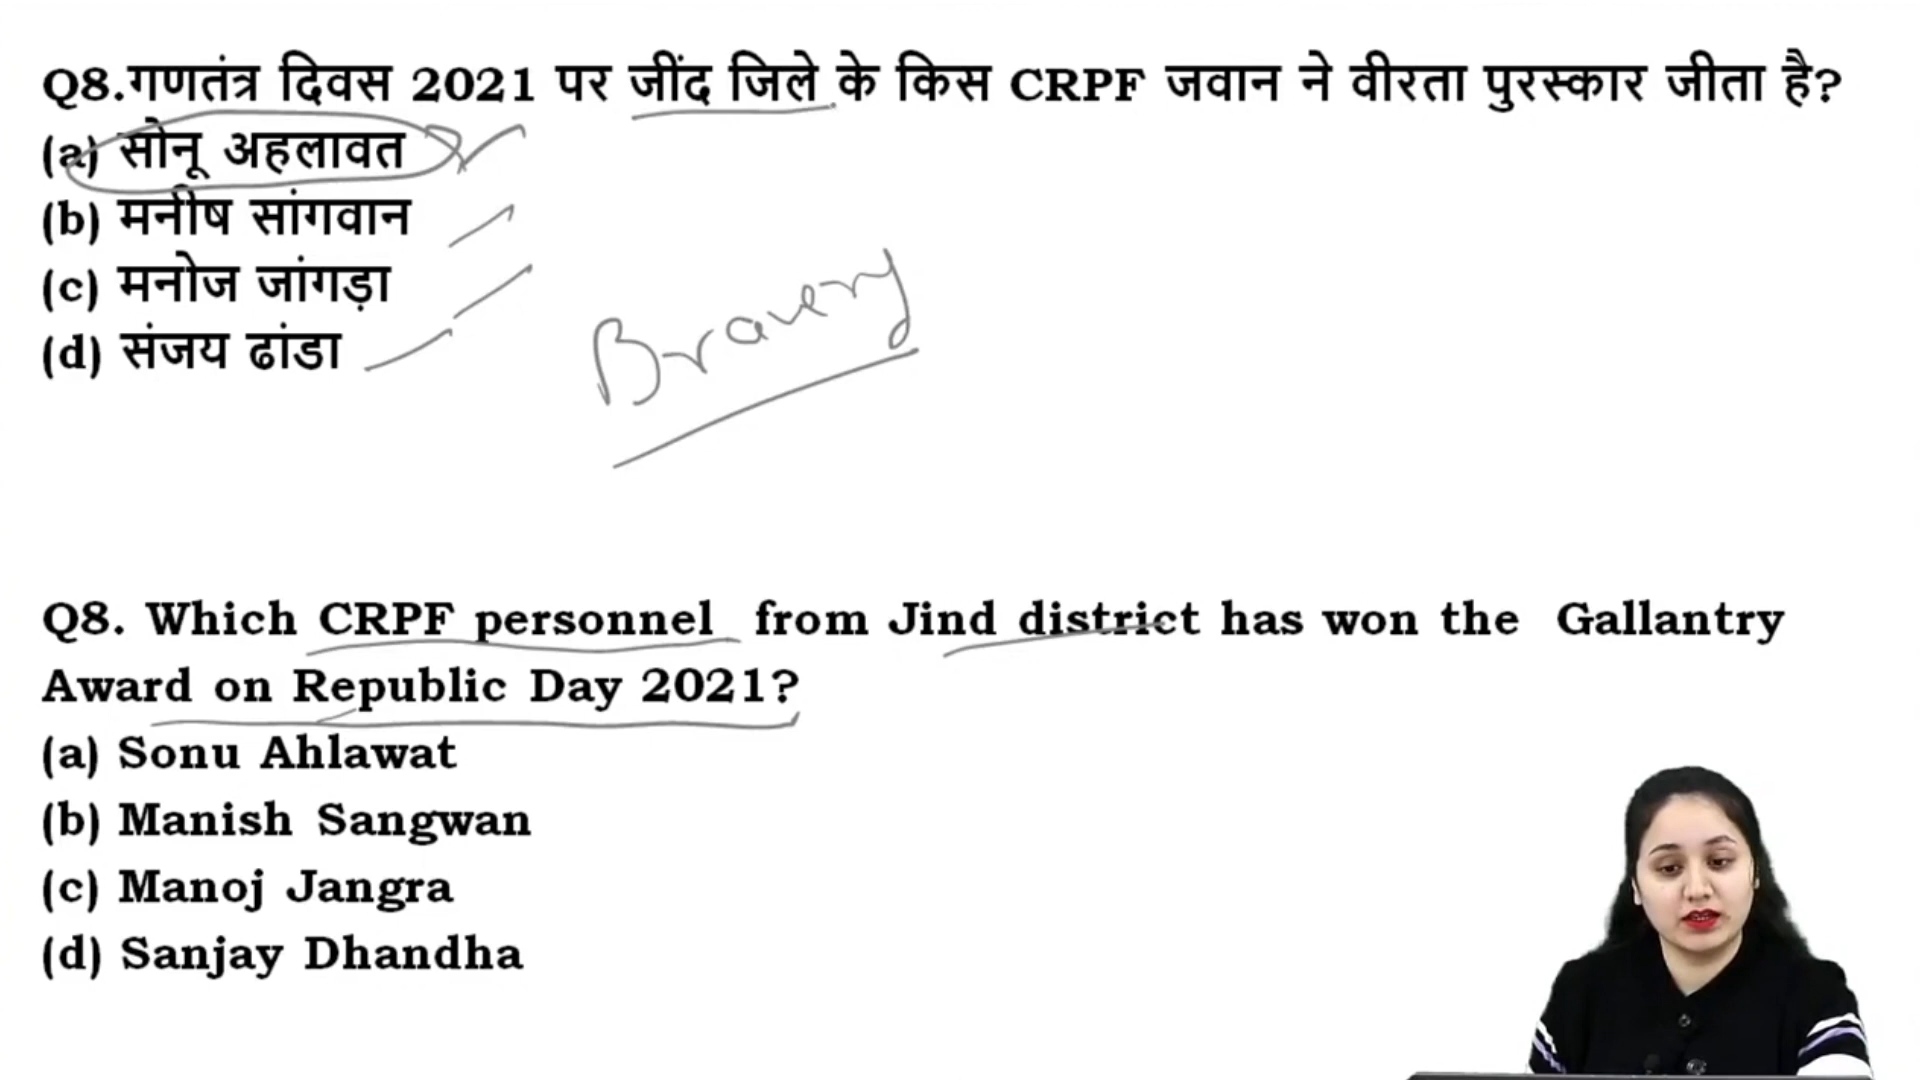 Q8.गणतंत्र दिवस 2021 पर जींद जिले के किस CRPF जवान ने वीरता पुरस्कार जीता है?
(a) सोनू अहलावत
(b) मनीष सांगवान
(c) मनोज जांगड़ा
(d) संजय ढांडा
Bravery
Q8. Which CRPF personnel from Jind district has won the Gallantry
Award on Republic Day 2021?
(a) Sonu Ahlawat
(b) Manish Sangwan
(c) Manoj Jangra
(d) Sanjay Dhandha